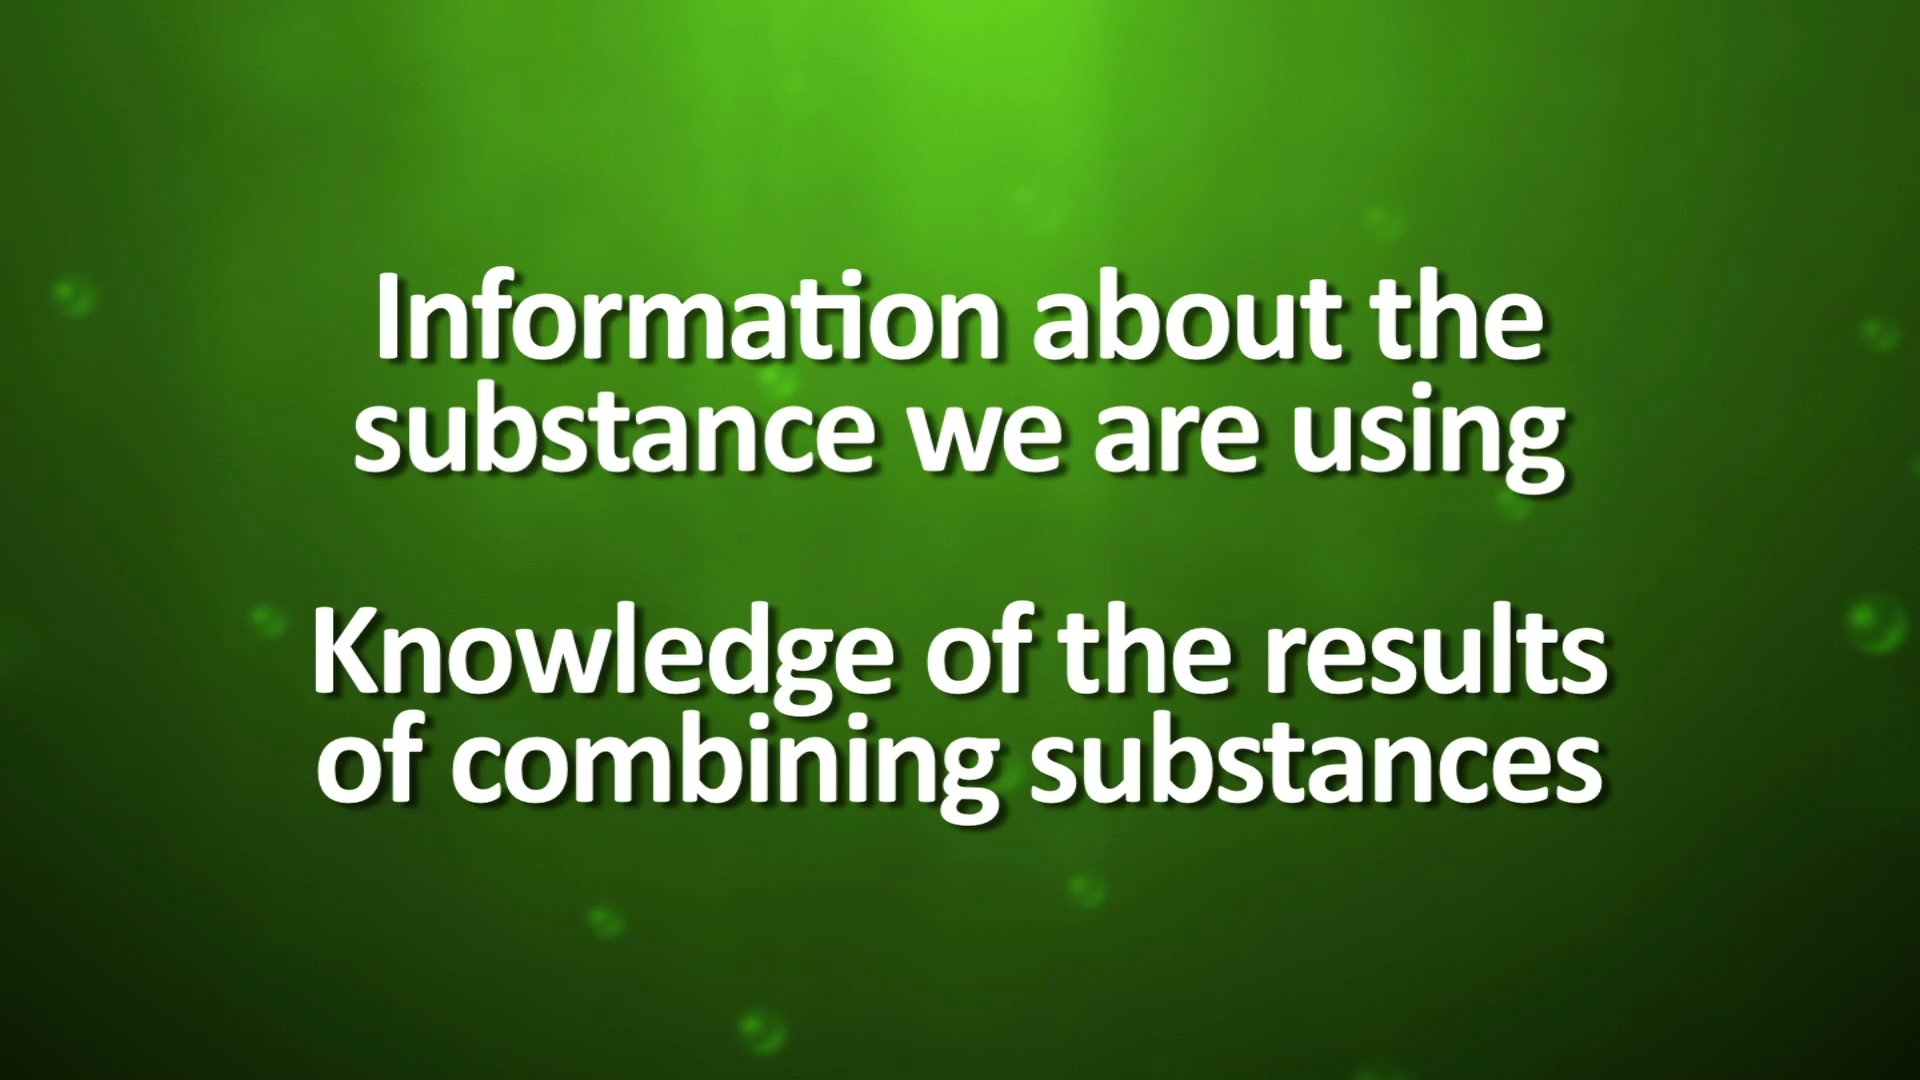 Information about the
substance we are using
Knowledge of the results
of combining substances